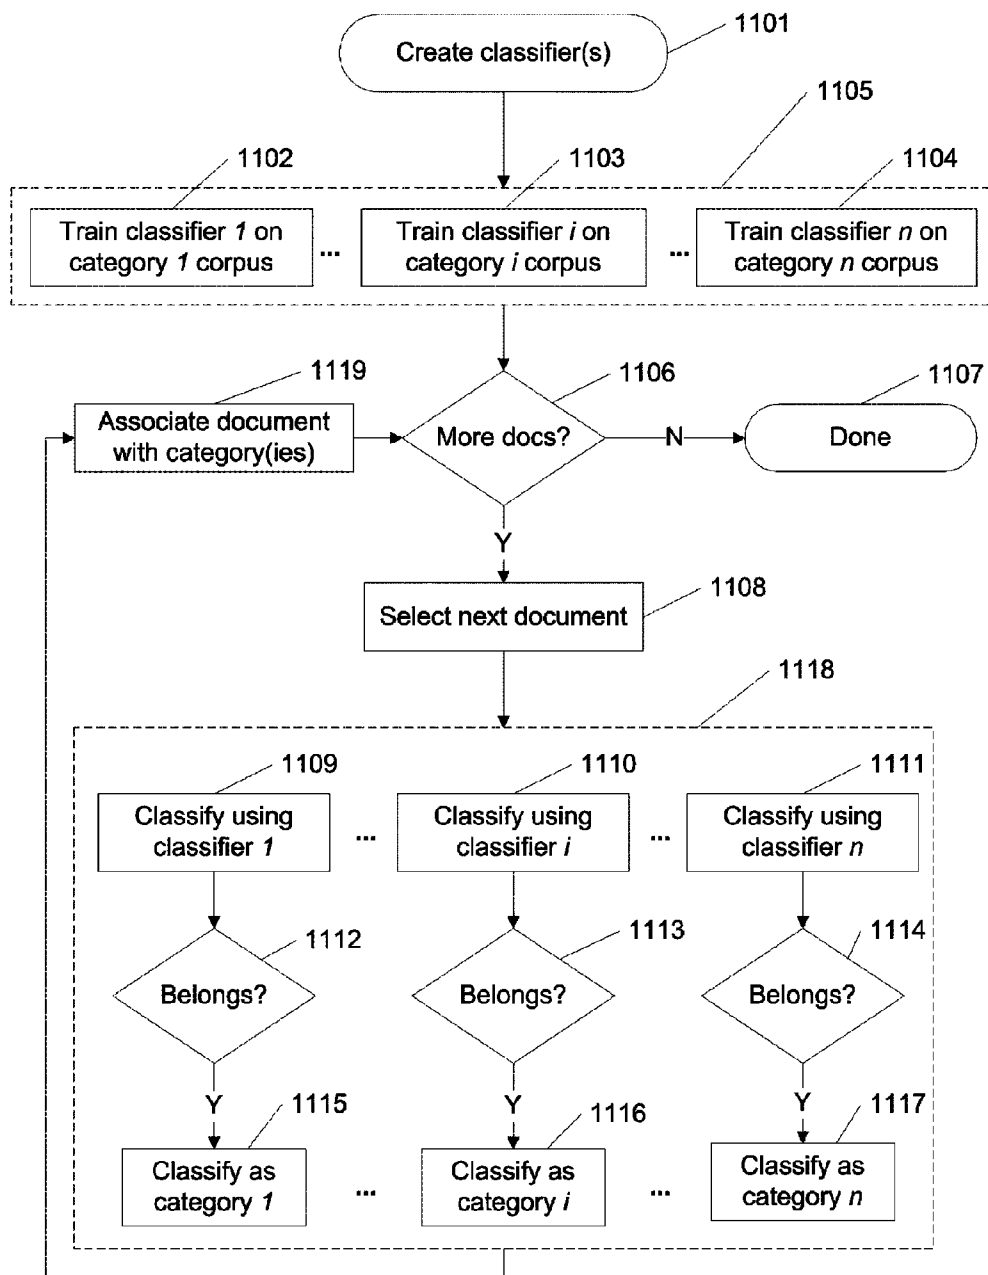 1101
Create classifier(s)
1105
1102
1103
1104
Train classifier 1 on
category 1 corpus
...
Train classifier i on
category i corpus
...
Train classifier n on
category n corpus
1119
1106
1107
Associate document
with category(ies)
More docs?
N
Done
Y
1108
Select next document
1118
1109
1110
1111
Classify using
classifier 1
...
Classify using
classifier i
...
Classify using
classifier n
1112
1113
1114
Belongs?
Belongs?
Belongs?
Y
Y
Y
1115
1116
1117
Classify as
category 1
...
Classify as
category i
...
Classify as
category n